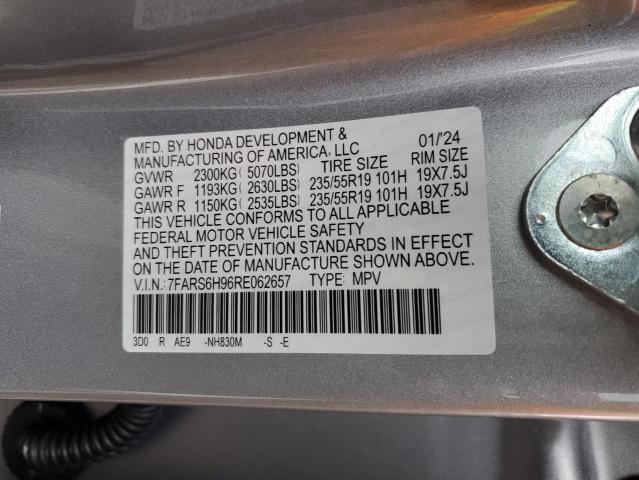 MFD. BY HONDA DEVELOPMENT & 01/'24
MANUFACTURING OF AMERICA, LLC
GVWR 2300KG( 5070LBS) TIRE SIZE RIM SIZE
GAWR F 1193KG( 2630LBS) 235/55R19 101H 19X7.5J
GAWR R 1150KG( 2535LBS) 235/55R19 101H 19X7.5J
THIS VEHICLE CONFORMS TO ALL APPLICABLE
FEDERAL MOTOR VEHICLE SAFETY
AND THEFT PREVENTION STANDARDS IN EFFECT
ON THE DATE OF MANUFACTURE SHOWN ABOVE.
V.I.N.:7FARS6H96RE062657 TYPE: MPV
3D0 R AE9 -NH830M -S -E